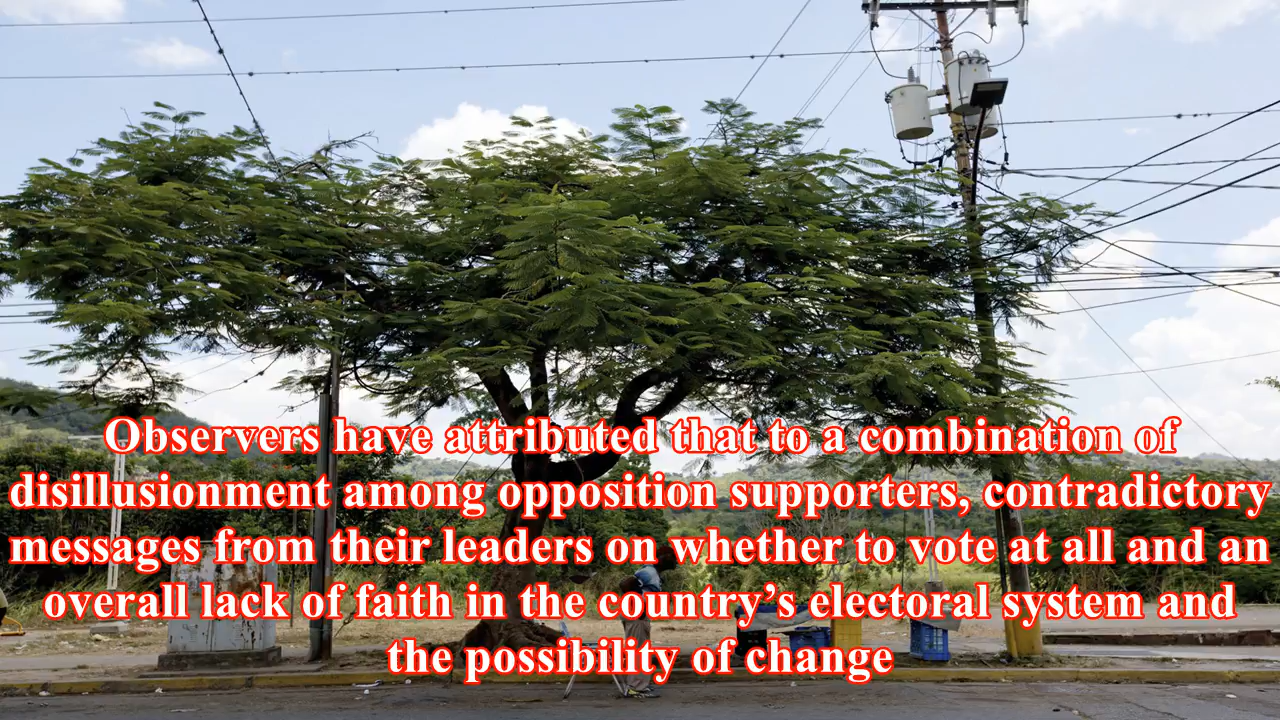 Observers have attributed that to a combination of
disillusionment among opposition supporters, contradictory
messages from their leaders on whether to vote at all and an
overall lack of faith in the country’s electoral system and
the possibility of change